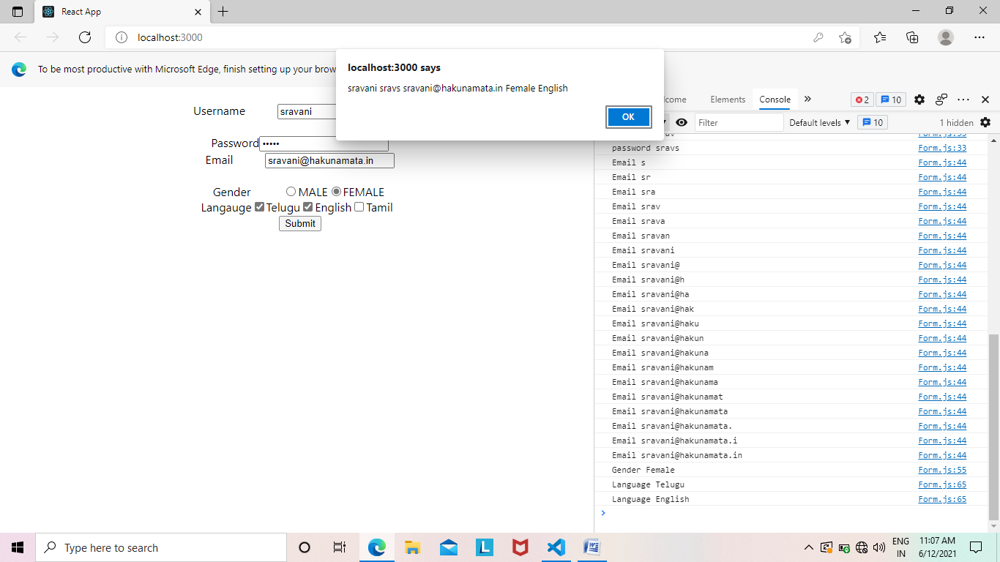 React App
localhost:3000
To be most productive with Microsoft Edge, finish setting up your brow
localhost:3000 says
sravani sravs sravani@hakunamata.in Female English
OK
Username sravani
Password •••••
Email sravani@hakunamata.in
Gender MALE FEMALE
Langauge Telugu English Tamil
Submit
lcome Elements Console 2 10
Filter Default levels 10 1 hidden
password sravs Form.js:33
Email s Form.js:44
Email sr Form.js:44
Email sra Form.js:44
Email srav Form.js:44
Email srava Form.js:44
Email sravan Form.js:44
Email sravani Form.js:44
Email sravani@ Form.js:44
Email sravani@h Form.js:44
Email sravani@ha Form.js:44
Email sravani@hak Form.js:44
Email sravani@haku Form.js:44
Email sravani@hakun Form.js:44
Email sravani@hakuna Form.js:44
Email sravani@hakunam Form.js:44
Email sravani@hakunama Form.js:44
Email sravani@hakunamat Form.js:44
Email sravani@hakunamata Form.js:44
Email sravani@hakunamata. Form.js:44
Email sravani@hakunamata.i Form.js:44
Email sravani@hakunamata.in Form.js:44
Gender Female Form.js:55
Language Telugu Form.js:65
Language English Form.js:65
Type here to search
ENG 11:07 AM
IN 6/12/2021